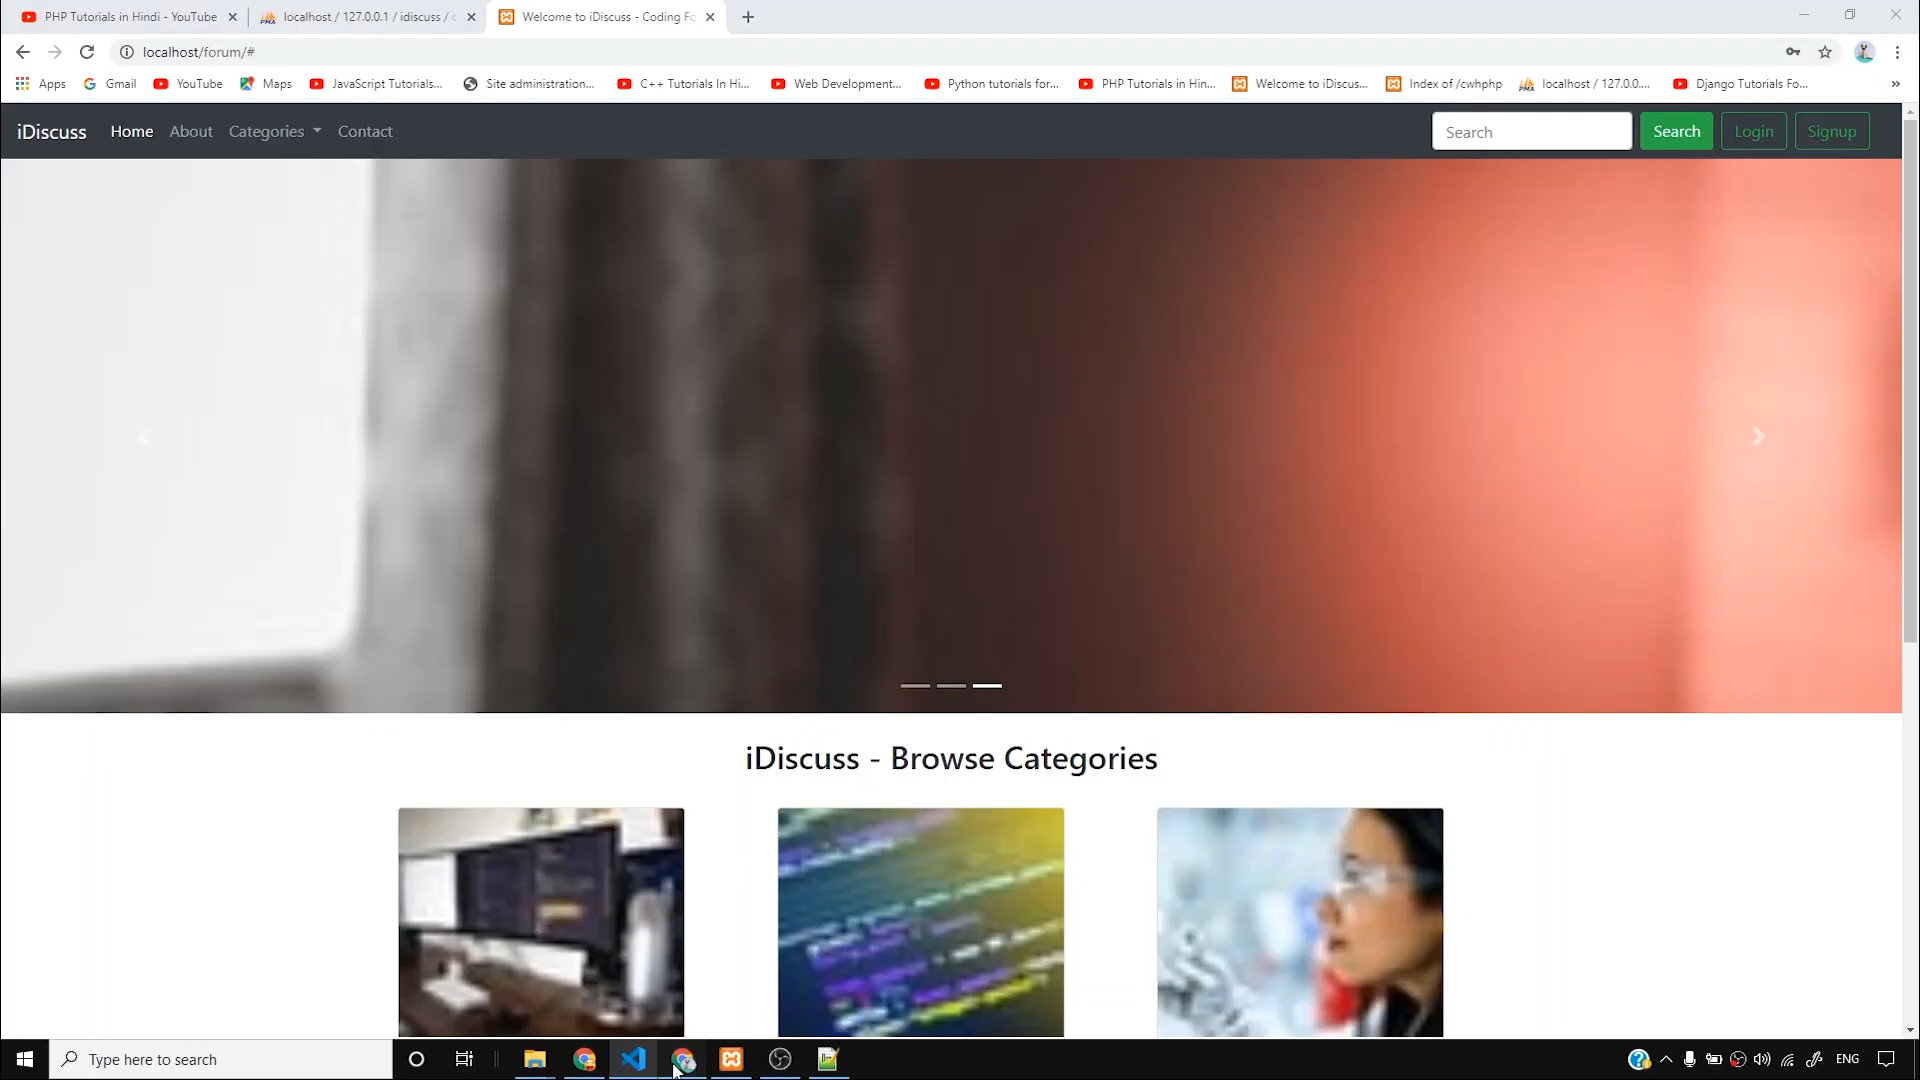 PHP Tutorials in Hindi - YouTube
localhost / 127.0.0.1 / idiscuss /
Welcome to iDiscuss - Coding Fo
localhost/forum/#
Apps
Gmail
YouTube
Maps
JavaScript Tutorials...
Site administration...
C++ Tutorials In Hi...
Web Development...
Python tutorials for...
PHP Tutorials in Hin...
Welcome to iDiscus...
Index of /cwhphp
localhost / 127.0.0....
Django Tutorials Fo...
»
iDiscuss Home About Categories Contact
Search Search Login Signup
iDiscuss - Browse Categories
Type here to search
ENG